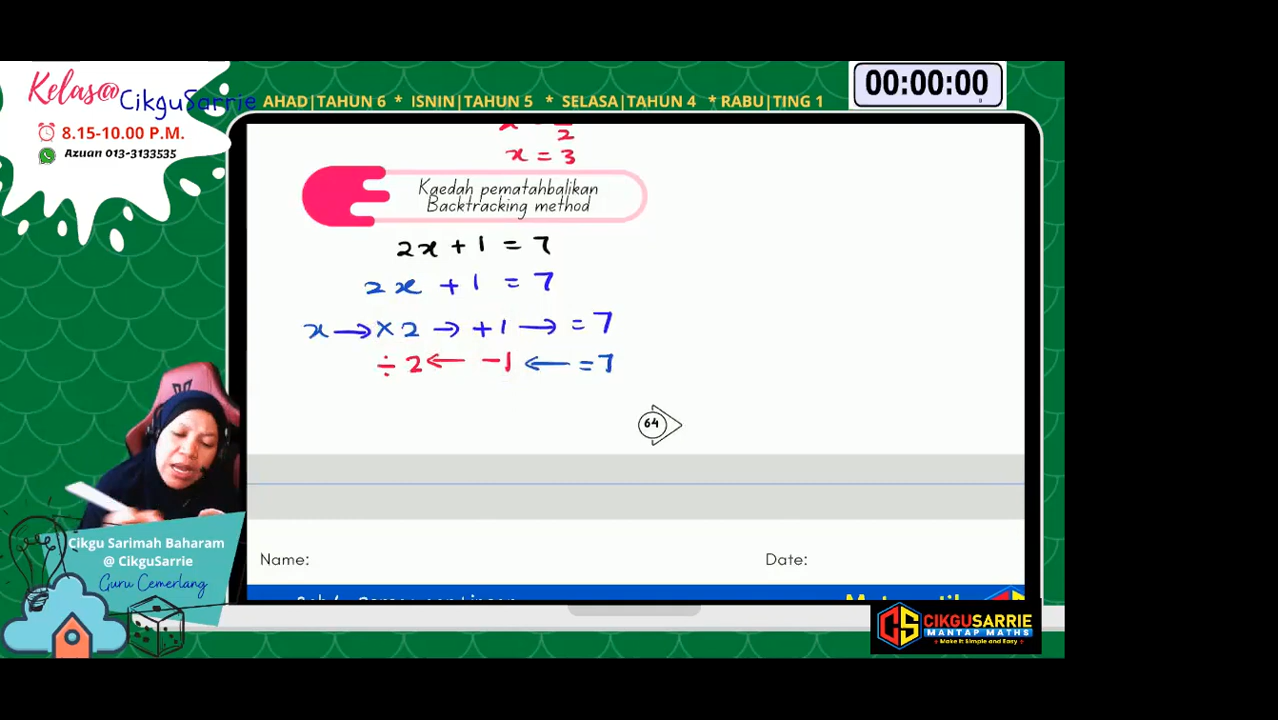 Kelas@
CikguSarrie
AHAD|TAHUN 6 * ISNIN|TAHUN 5 * SELASA|TAHUN 4 * RABU|TING 1
00:00:00
8.15-10.00 P.M.
Azuan 013-3133535
2
x = 3
Kaedah pematahbalikan
Backtracking method
2x + 1 = 7
2x + 1 = 7
x → × 2 → + 1 → = 7
÷ 2 ← - 1 ← = 7
64
Cikgu Sarimah Baharam
@ CikguSarrie
Guru Cemerlang
Name:
Date:
CS CIKGUSARRIE
MANTAP MATHS
Make It Simple and Easy